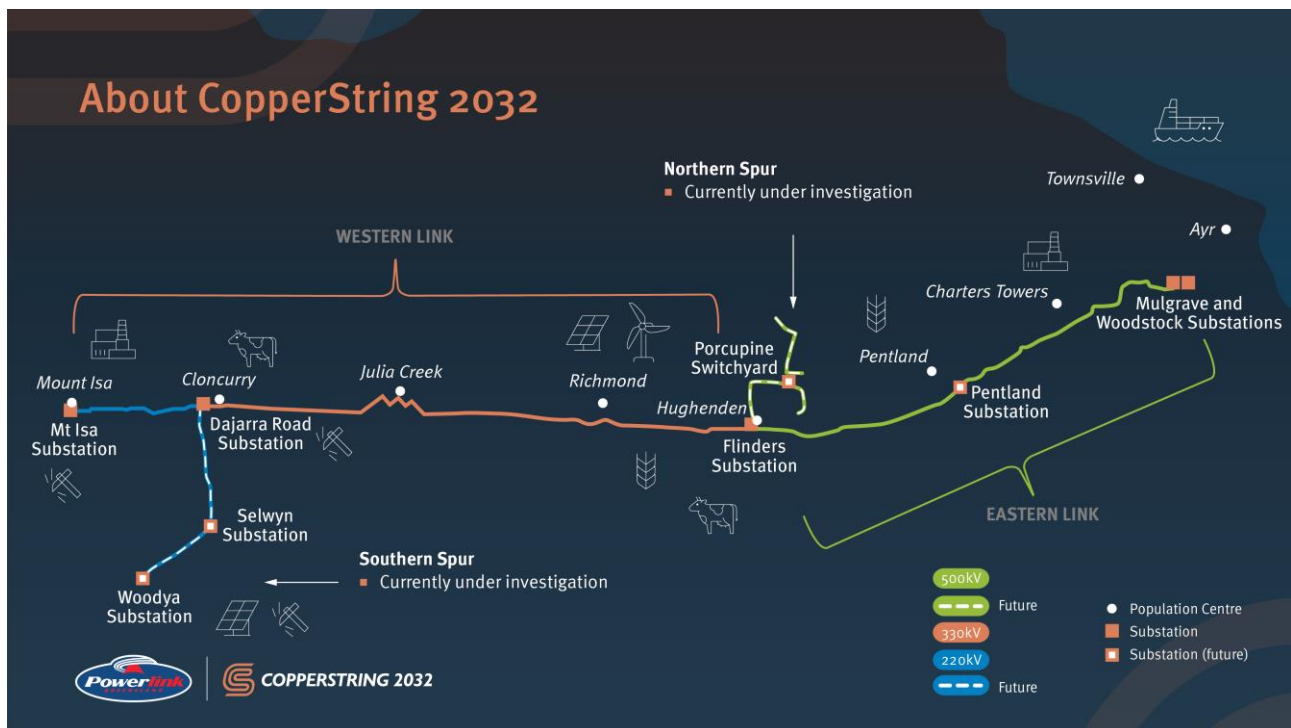 About CopperString 2032
Northern Spur
Currently under investigation
Townsville
Ayr
WESTERN LINK
Charters Towers
Mulgrave and
Woodstock Substations
Porcupine
Switchyard
Pentland
Mount Isa
Cloncurry
Julia Creek
Richmond
Hughenden
Mt Isa
Substation
Dajarra Road
Substation
Flinders
Substation
Pentland
Substation
Selwyn
Substation
EASTERN LINK
Southern Spur
Currently under investigation
Woodya
Substation
500kV
Future
330kV
220kV
Future
Population Centre
Substation
Substation (future)
Powerlink
QUEENSLAND
COPPERSTRING 2032